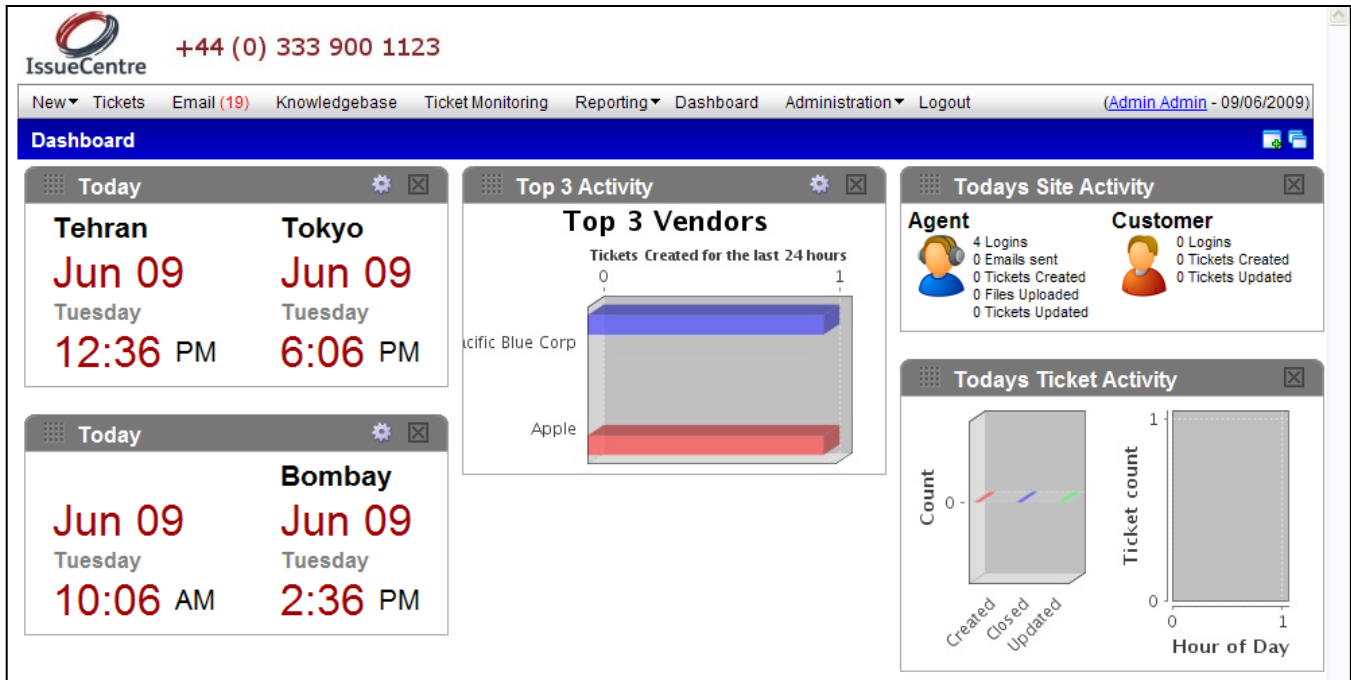 IssueCentre
+44 (0) 333 900 1123
New Tickets Email (19) Knowledgebase Ticket Monitoring Reporting Dashboard Administration Logout (Admin Admin - 09/06/2009)
Dashboard
Today
Tehran Tokyo
Jun 09 Jun 09
Tuesday Tuesday
12:36 PM 6:06 PM
Today
Bombay
Jun 09 Jun 09
Tuesday Tuesday
10:06 AM 2:36 PM
Top 3 Activity
Top 3 Vendors
Tickets Created for the last 24 hours
0 1
acific Blue Corp
Apple
Todays Site Activity
Agent
4 Logins
0 Emails sent
0 Tickets Created
0 Files Uploaded
0 Tickets Updated
Customer
0 Logins
0 Tickets Created
0 Tickets Updated
Todays Ticket Activity
Count
0
Created
Closed
Updated
Ticket count
1
0
0 1
Hour of Day